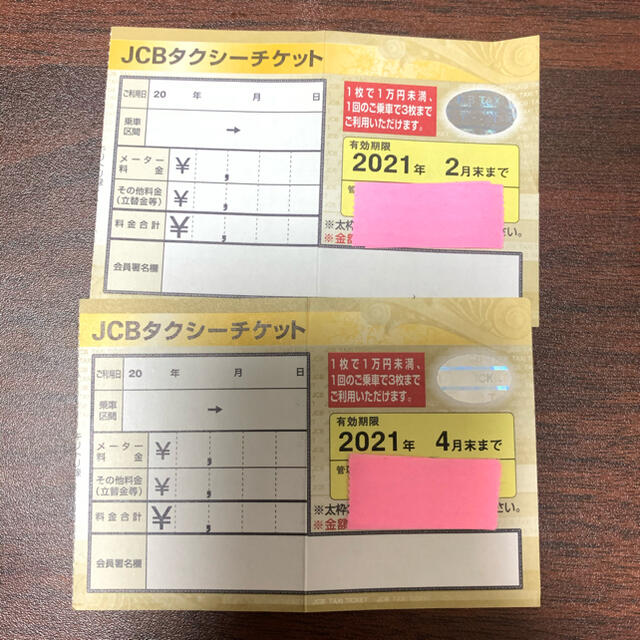 JCBタクシーチケット
ご利用日 20 年 月 日
乗車
区間 →
メーター
料金 ¥ ,
その他料金
(立替金等) ¥ ,
料金合計 ¥ ,
会員署名欄
1枚で1万円未満、
1回のご乗車で3枚まで
ご利用いただけます。
有効期限
2021年 2月末まで
※太枠 さい。
※金額
JCBタクシーチケット
ご利用日 20 年 月 日
乗車
区間 →
メーター
料金 ¥ ,
その他料金
(立替金等) ¥ ,
料金合計 ¥ ,
会員署名欄
1枚で1万円未満、
1回のご乗車で3枚まで
ご利用いただけます。
有効期限
2021年 4月末まで
※太枠 さい。
※金額
JCB TAXI TICKET